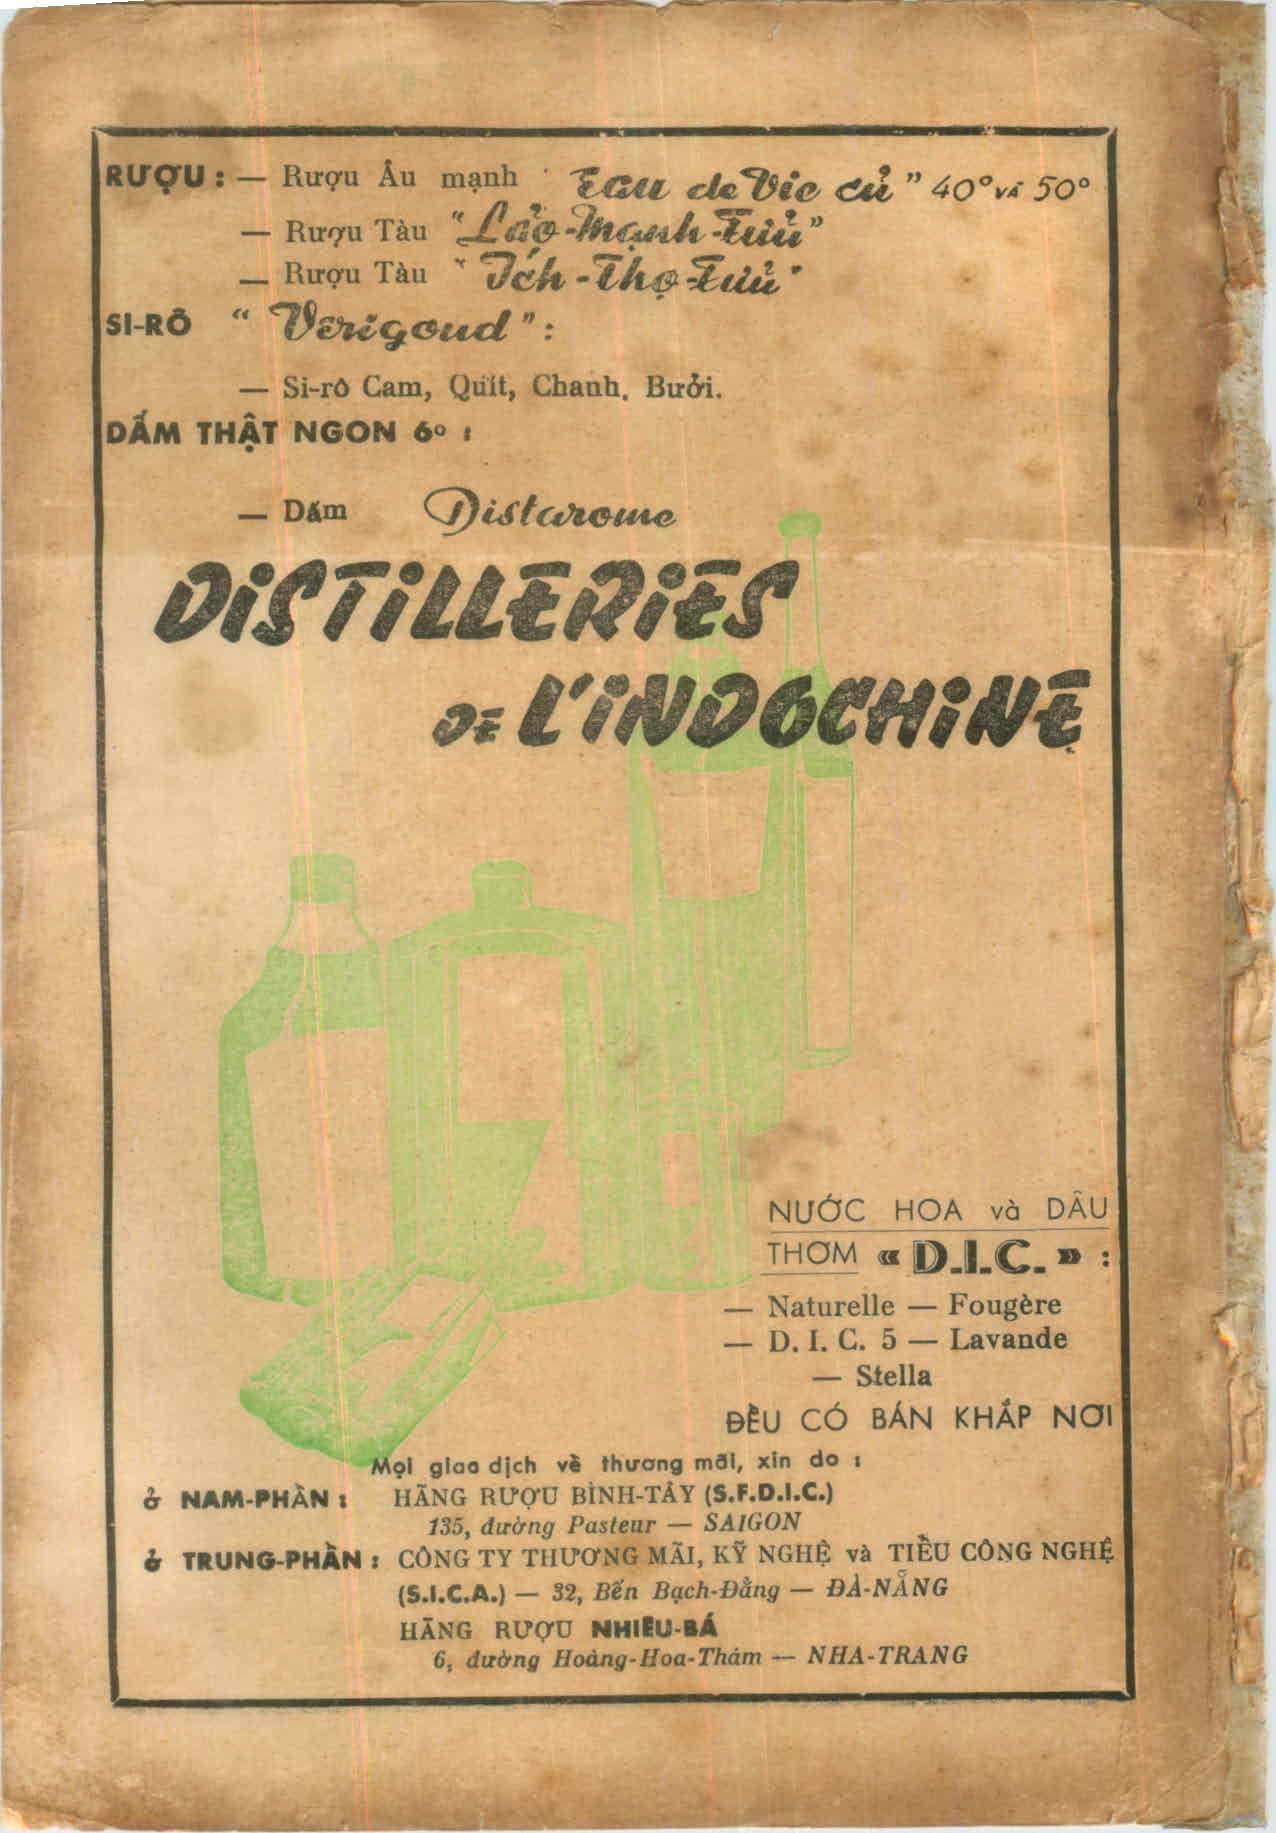 RƯỢU : — Rượu Âu mạnh " Eau de Vie củ " 40° và 50°
— Rượu Tàu "Lảo-Mạnh-Tửu"
— Rượu Tàu " Ích-Thọ-Tửu "
SI-RÔ " Vérigoud " :
— Si-rô Cam, Quít, Chanh, Bưởi.
DẤM THẬT NGON 6° :
— Dấm Distarome
DISTILLERIES
DE L'INDOCHINE
NƯỚC HOA và DẦU
THƠM « D.I.C. » :
— Naturelle — Fougère
— D. I. C. 5 — Lavande
— Stella
ĐỀU CÓ BÁN KHẮP NƠI
Mọi giao dịch về thương mãi, xin do :
ở NAM-PHẦN : HÃNG RƯỢU BÌNH-TÂY (S.F.D.I.C.)
135, đường Pasteur — SAIGON
ở TRUNG-PHẦN : CÔNG TY THƯƠNG MÃI, KỸ NGHỆ và TIỀU CÔNG NGHỆ
(S.I.C.A.) — 32, Bến Bạch-Đằng — ĐÀ-NẴNG
HÃNG RƯỢU NHIÊU-BÁ
6, đường Hoàng-Hoa-Thám — NHA-TRANG